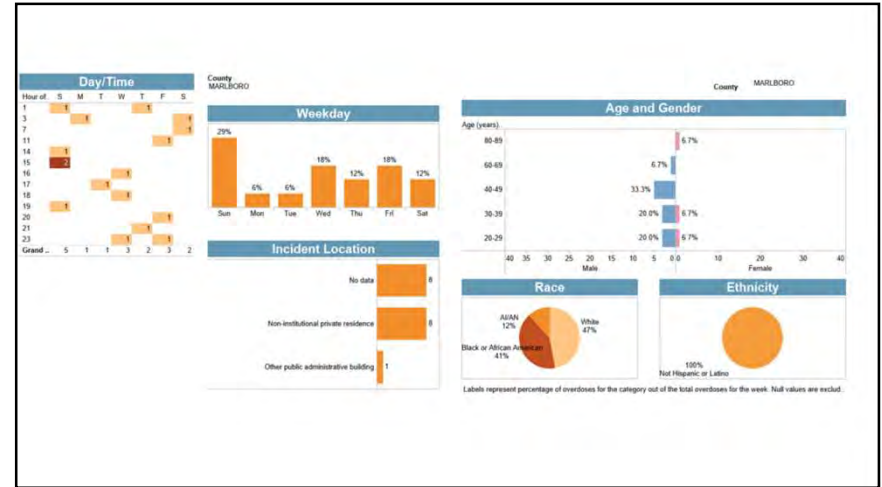 Day/Time
Hour of. S M T W T F S
1 1 1
3 1 1
7 1
11 1
14 1
15 2
16 1
17 1
18 1
19 1
20 1
21 1
23 1 1
Grand .. 5 1 1 3 2 3 2
County
MARLBORO
Weekday
29% 6% 6% 18% 12% 18% 12%
Sun Mon Tue Wed Thu Fri Sat
Incident Location
No data 8
Non-institutional private residence 8
Other public administrative building 1
County MARLBORO
Age and Gender
Age (years).
80-89 6.7%
60-69 6.7%
40-49 33.3%
30-39 20.0% 6.7%
20-29 20.0% 6.7%
40 35 30 25 20 15 10 5 0.0 10 20 30 40
Male Female
Race
AI/AN
12%
White
47%
Black or African American
41%
Ethnicity
100%
Not Hispanic or Latino
Labels represent percentage of overdoses for the category out of the total overdoses for the week. Null values are exclud..